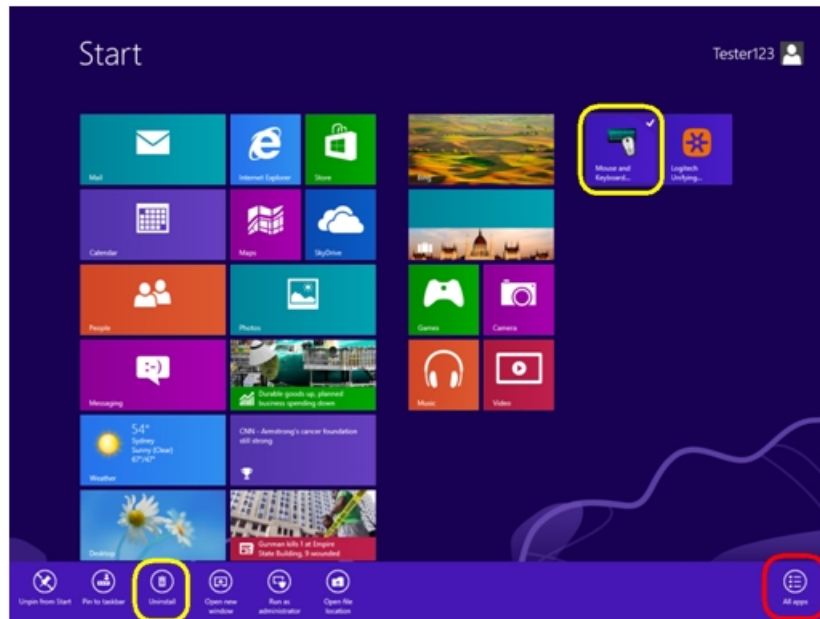 Start
Tester123
Mail
Internet Explorer
Store
Bing
Mouse and
Keyboard...
Logitech
Unifying...
Calendar
Maps
SkyDrive
People
Photos
Games
Camera
Messaging
Durable goods up, planned
business spending down
Music
Video
54°
Sydney
Sunny (Clear)
67°/47°
Weather
CNN - Armstrong's cancer foundation
still strong
Desktop
Gunman kills 1 at Empire
State Building, 9 wounded
Unpin from Start
Pin to taskbar
Uninstall
Open new
window
Run as
administrator
Open file
location
All apps